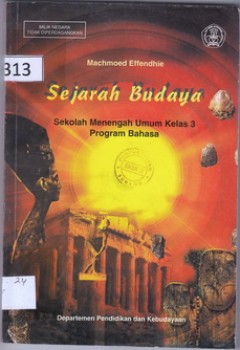 MILIK NEGARA
TIDAK DIPERDAGANGKAN
813
Machmoed Effendhie
Sejarah Budaya
Sekolah Menengah Umum Kelas 3
Program Bahasa
24
Departemen Pendidikan dan Kebudayaan